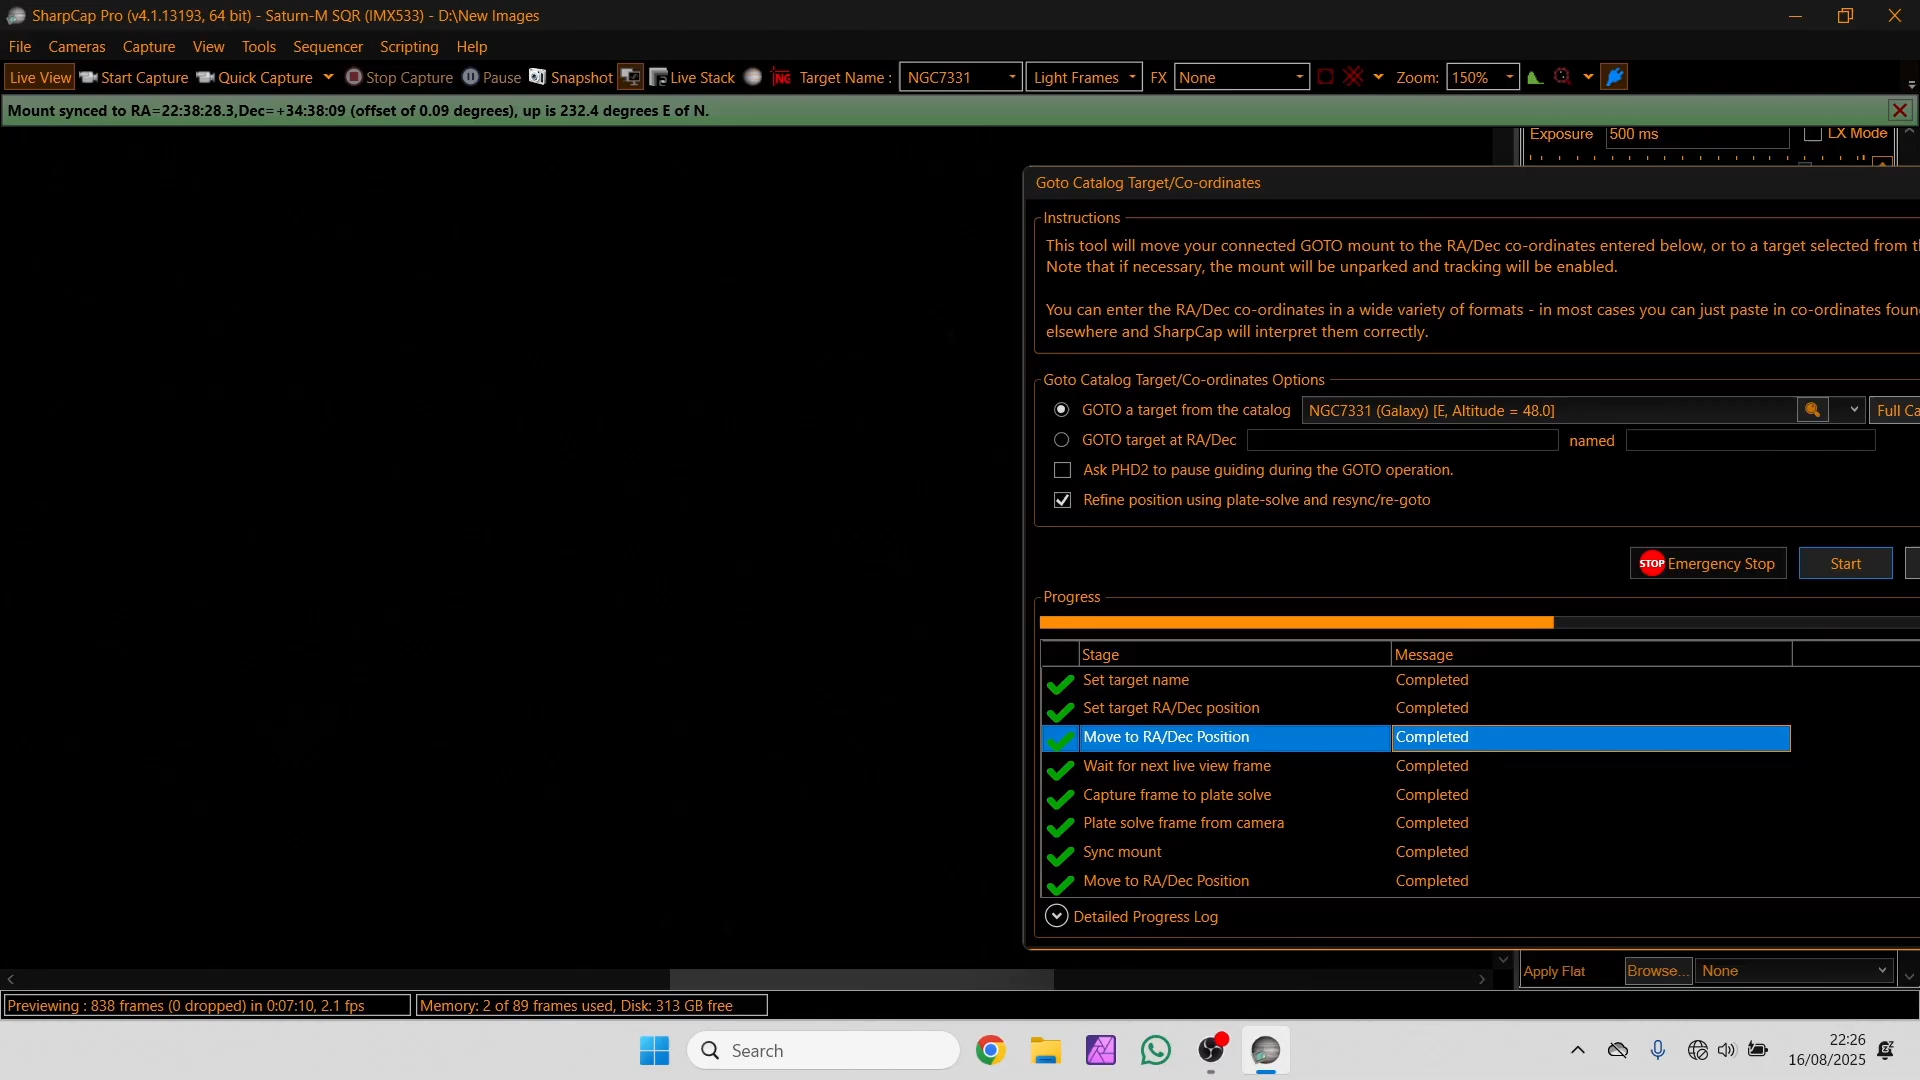 SharpCap Pro (v4.1.13193, 64 bit) - Saturn-M SQR (IMX533) - D:\New Images
File Cameras Capture View Tools Sequencer Scripting Help
Live View Start Capture Quick Capture Stop Capture Pause Snapshot Live Stack NG Target Name : NGC7331 Light Frames FX None Zoom: 150%
Mount synced to RA=22:38:28.3,Dec=+34:38:09 (offset of 0.09 degrees), up is 232.4 degrees E of N.
Exposure 500 ms LX Mode
Goto Catalog Target/Co-ordinates
Instructions
This tool will move your connected GOTO mount to the RA/Dec co-ordinates entered below, or to a target selected from
Note that if necessary, the mount will be unparked and tracking will be enabled.
You can enter the RA/Dec co-ordinates in a wide variety of formats - in most cases you can just paste in co-ordinates
elsewhere and SharpCap will interpret them correctly.
Goto Catalog Target/Co-ordinates Options
GOTO a target from the catalog NGC7331 (Galaxy) [E, Altitude = 48.0] Full
GOTO target at RA/Dec named
Ask PHD2 to pause guiding during the GOTO operation.
Refine position using plate-solve and resync/re-goto
STOP Emergency Stop Start
Progress
Stage Message
Set target name Completed
Set target RA/Dec position Completed
Move to RA/Dec Position Completed
Wait for next live view frame Completed
Capture frame to plate solve Completed
Plate solve frame from camera Completed
Sync mount Completed
Move to RA/Dec Position Completed
Detailed Progress Log
Apply Flat Browse... None
Previewing : 838 frames (0 dropped) in 0:07:10, 2.1 fps Memory: 2 of 89 frames used, Disk: 313 GB free
Search
22:26
16/08/2025